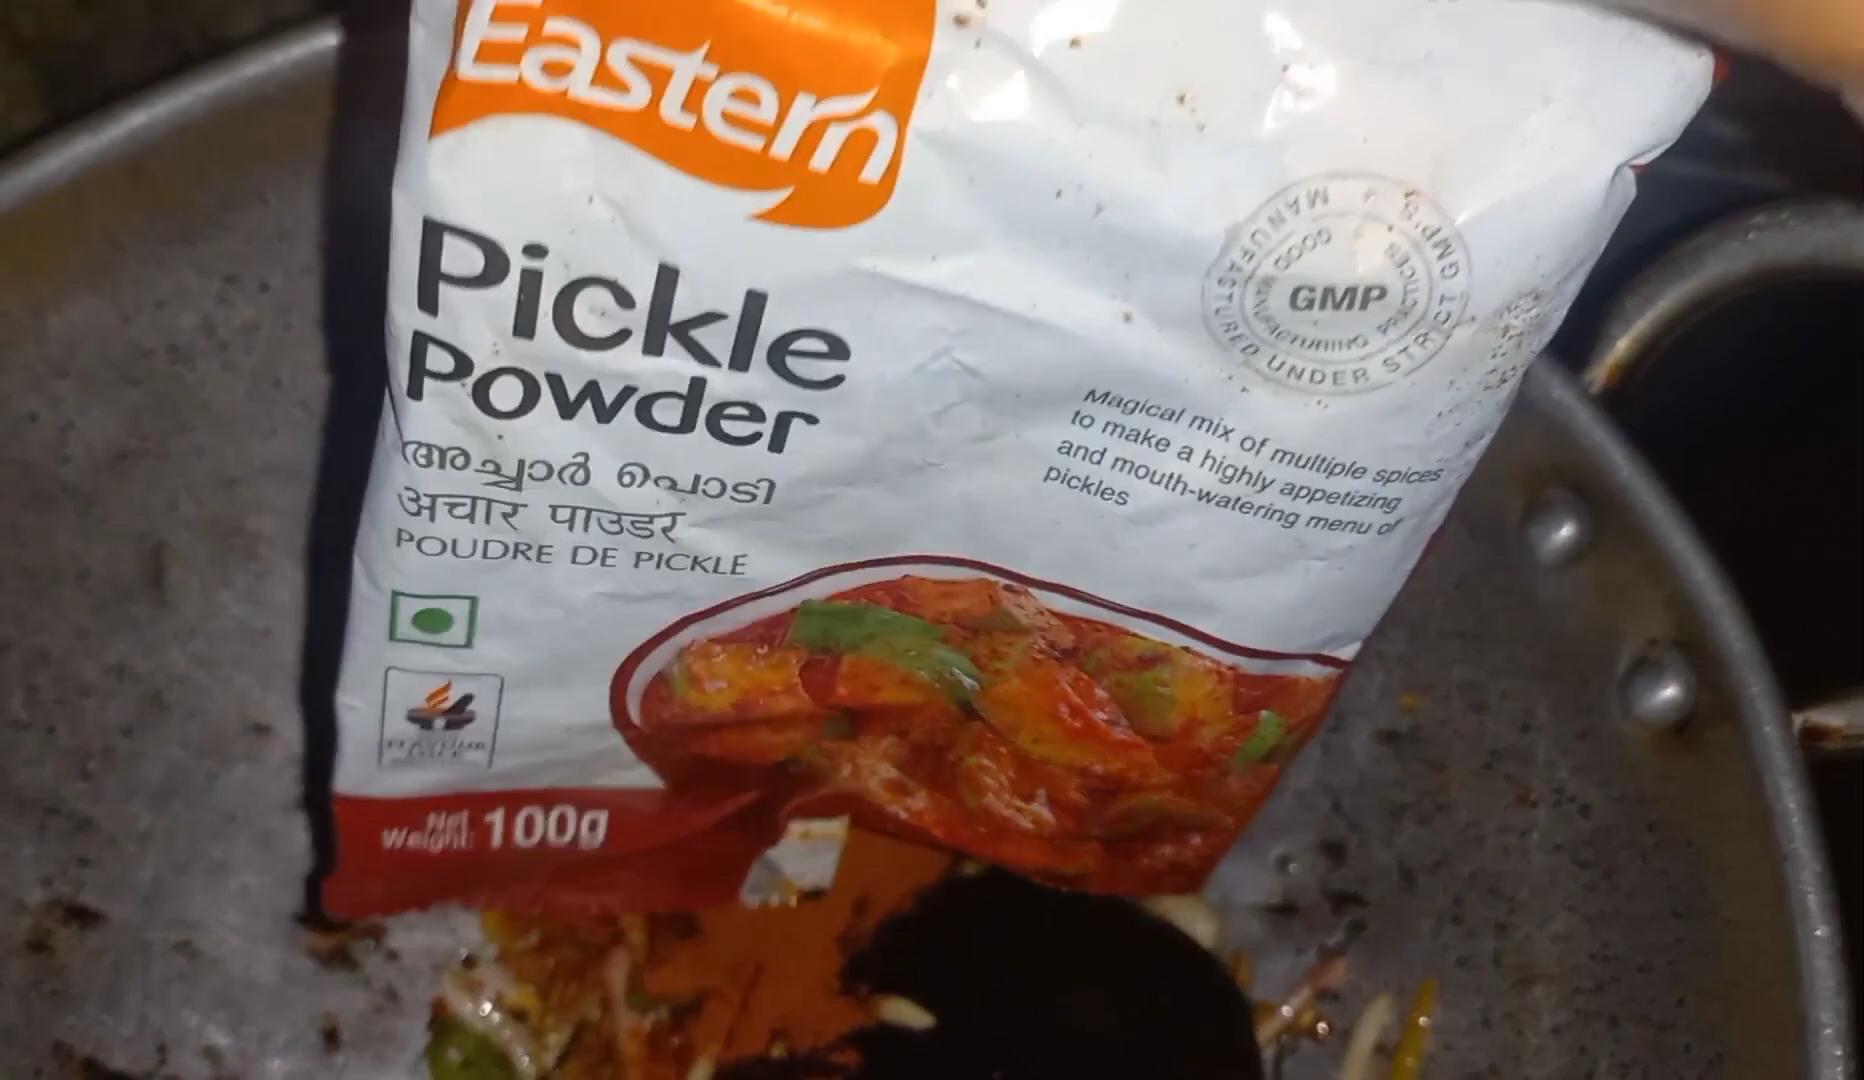 Eastern
Pickle
Powder
അച്ചാർ പൊടി
अचार पाउडर
POUDRE DE PICKLE
MANUFACTURED UNDER STRICT GMP'S
GOOD MANUFACTURING PRACTICES
GMP
Magical mix of multiple spices
to make a highly appetizing
and mouth-watering menu of
pickles
Net
Weight: 100g